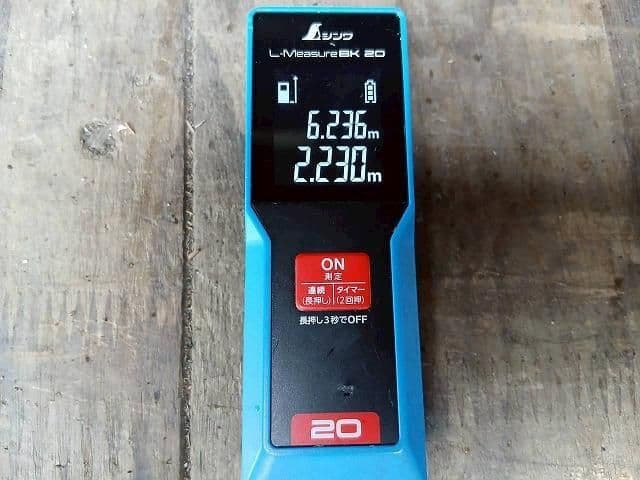 シンワ
L-Measure BK 20
6.236m
2.230m
ON
測定
連続 タイマー
(長押し) (2回押)
長押し3秒でOFF
20